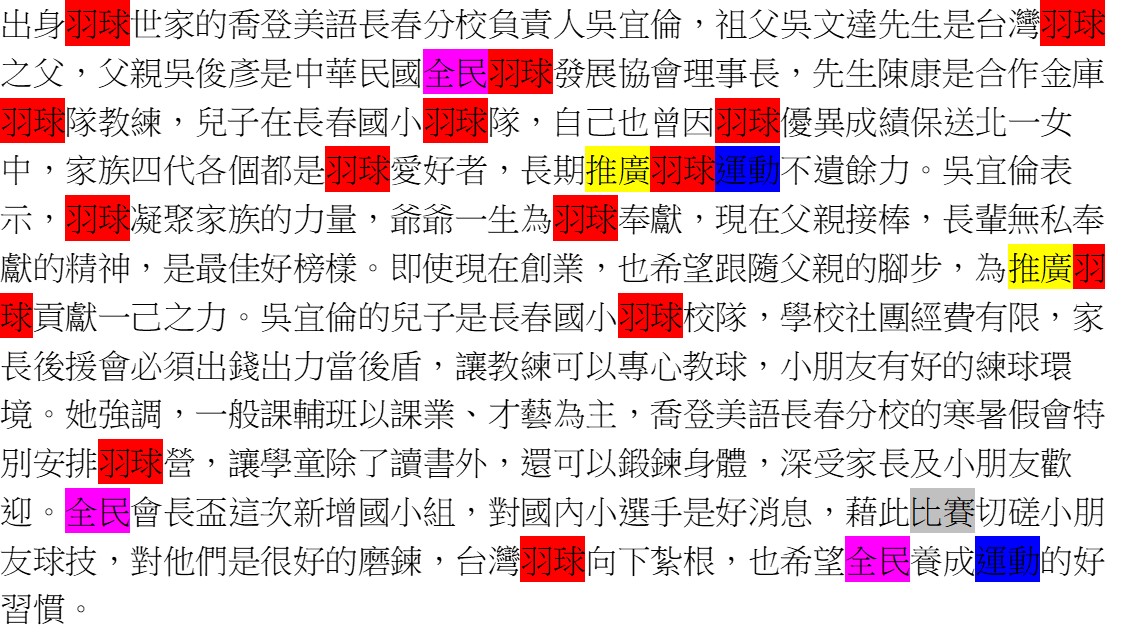 出身羽球世家的喬登美語長春分校負責人吳宜倫，祖父吳文達先生是台灣羽球
之父，父親吳俊彥是中華民國全民羽球發展協會理事長，先生陳康是合作金庫
羽球隊教練，兒子在長春國小羽球隊，自己也曾因羽球優異成績保送北一女
中，家族四代各個都是羽球愛好者，長期推廣羽球運動不遺餘力。吳宜倫表
示，羽球凝聚家族的力量，爺爺一生為羽球奉獻，現在父親接棒，長輩無私奉
獻的精神，是最佳好榜樣。即使現在創業，也希望跟隨父親的腳步，為推廣羽
球貢獻一己之力。吳宜倫的兒子是長春國小羽球校隊，學校社團經費有限，家
長後援會必須出錢出力當後盾，讓教練可以專心教球，小朋友有好的練球環
境。她強調，一般課輔班以課業、才藝為主，喬登美語長春分校的寒暑假會特
別安排羽球營，讓學童除了讀書外，還可以鍛鍊身體，深受家長及小朋友歡
迎。全民會長盃這次新增國小組，對國內小選手是好消息，藉此比賽切磋小朋
友球技，對他們是很好的磨鍊，台灣羽球向下紮根，也希望全民養成運動的好
習慣。